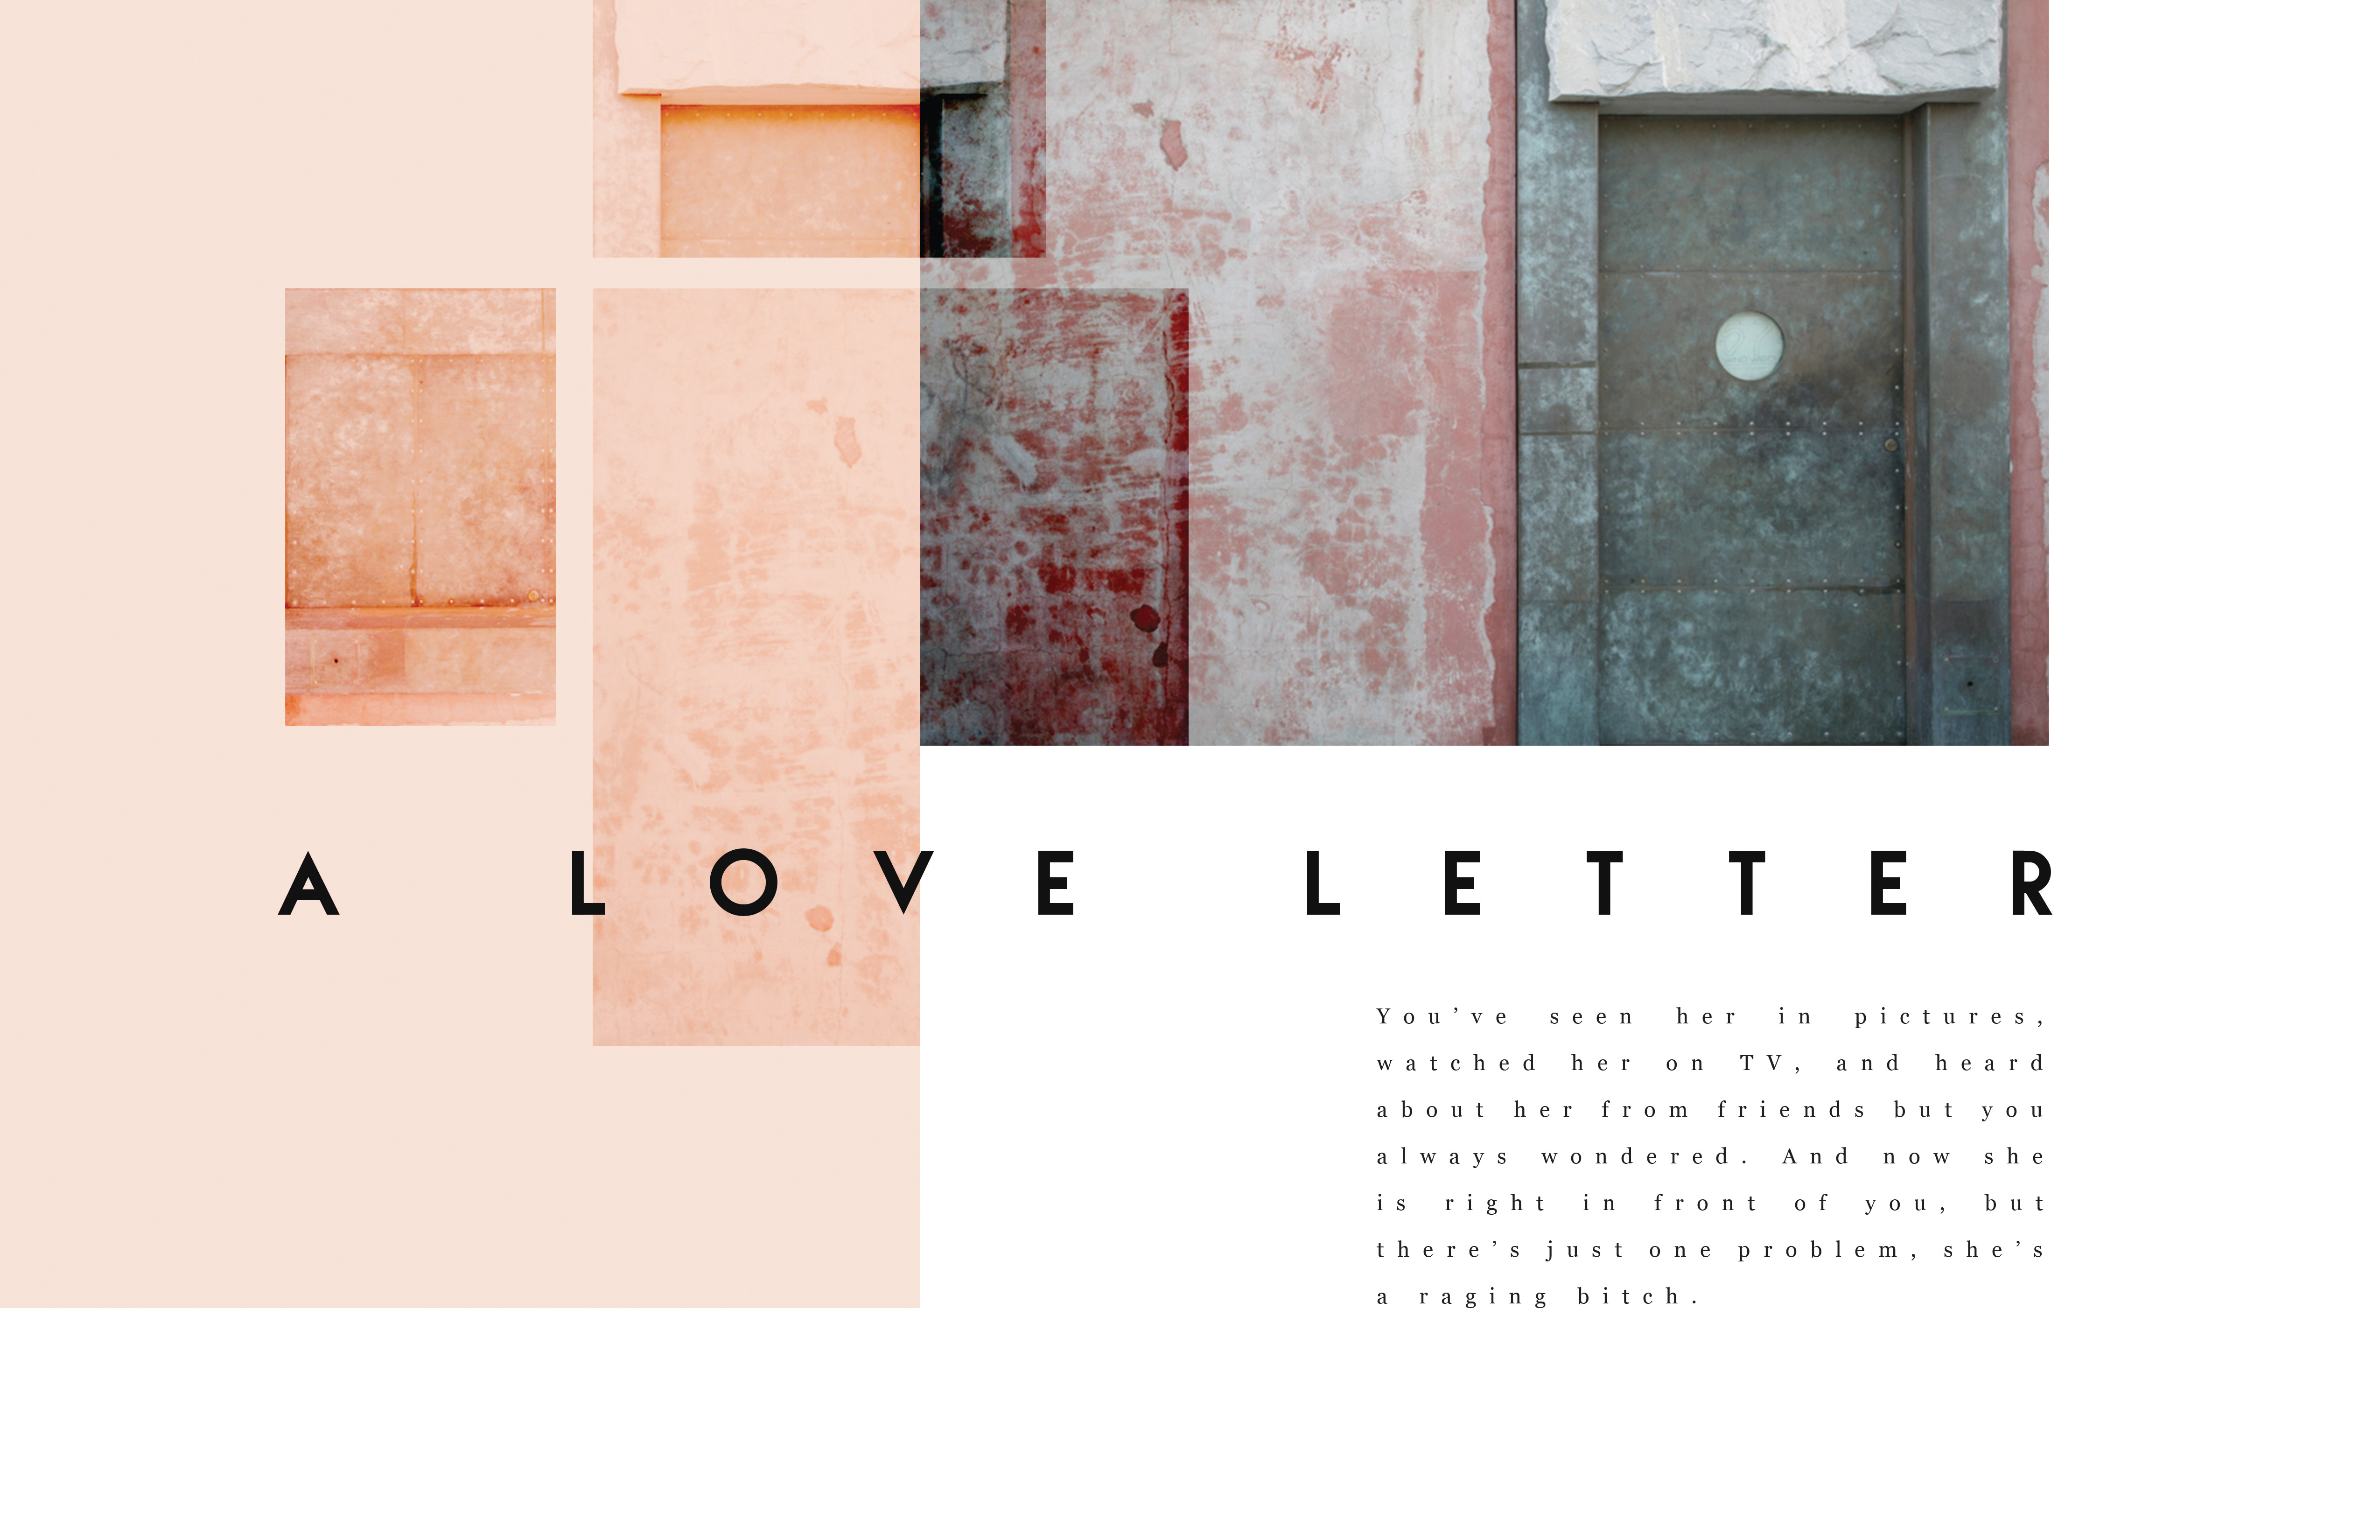 A LOVE LETTER
You’ve seen her in pictures,
watched her on TV, and heard
about her from friends but you
always wondered. And now she
is right in front of you, but
there’s just one problem, she’s
a raging bitch.